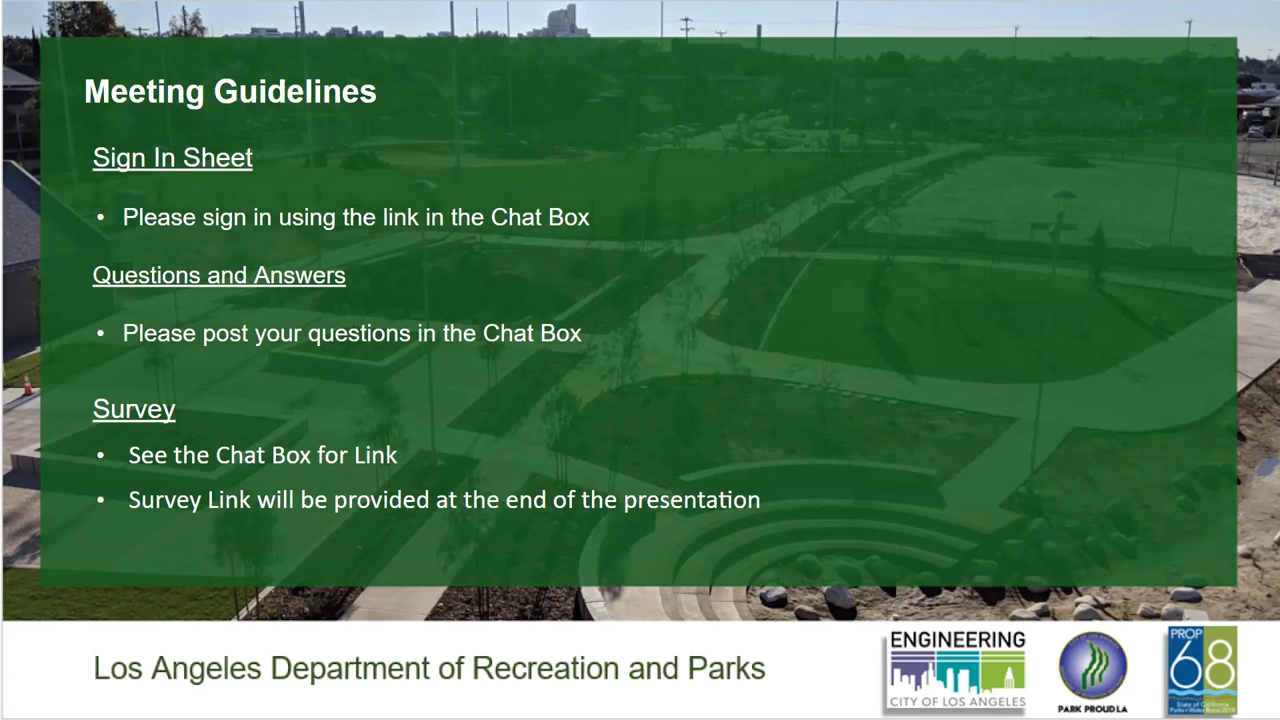 Meeting Guidelines
Sign In Sheet
• Please sign in using the link in the Chat Box
Questions and Answers
• Please post your questions in the Chat Box
Survey
• See the Chat Box for Link
• Survey Link will be provided at the end of the presentation
Los Angeles Department of Recreation and Parks
ENGINEERING
CITY OF LOS ANGELES
PARK PROUD LA
PROP
68
State of California